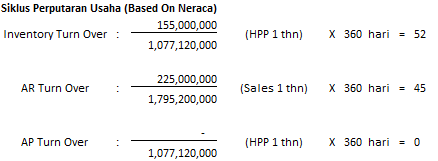 Siklus Perputaran Usaha (Based On Neraca)
155,000,000
Inventory Turn Over : (HPP 1 thn) X 360 hari = 52
1,077,120,000
225,000,000
AR Turn Over : (Sales 1 thn) X 360 hari = 45
1,795,200,000
-
AP Turn Over : (HPP 1 thn) X 360 hari = 0
1,077,120,000